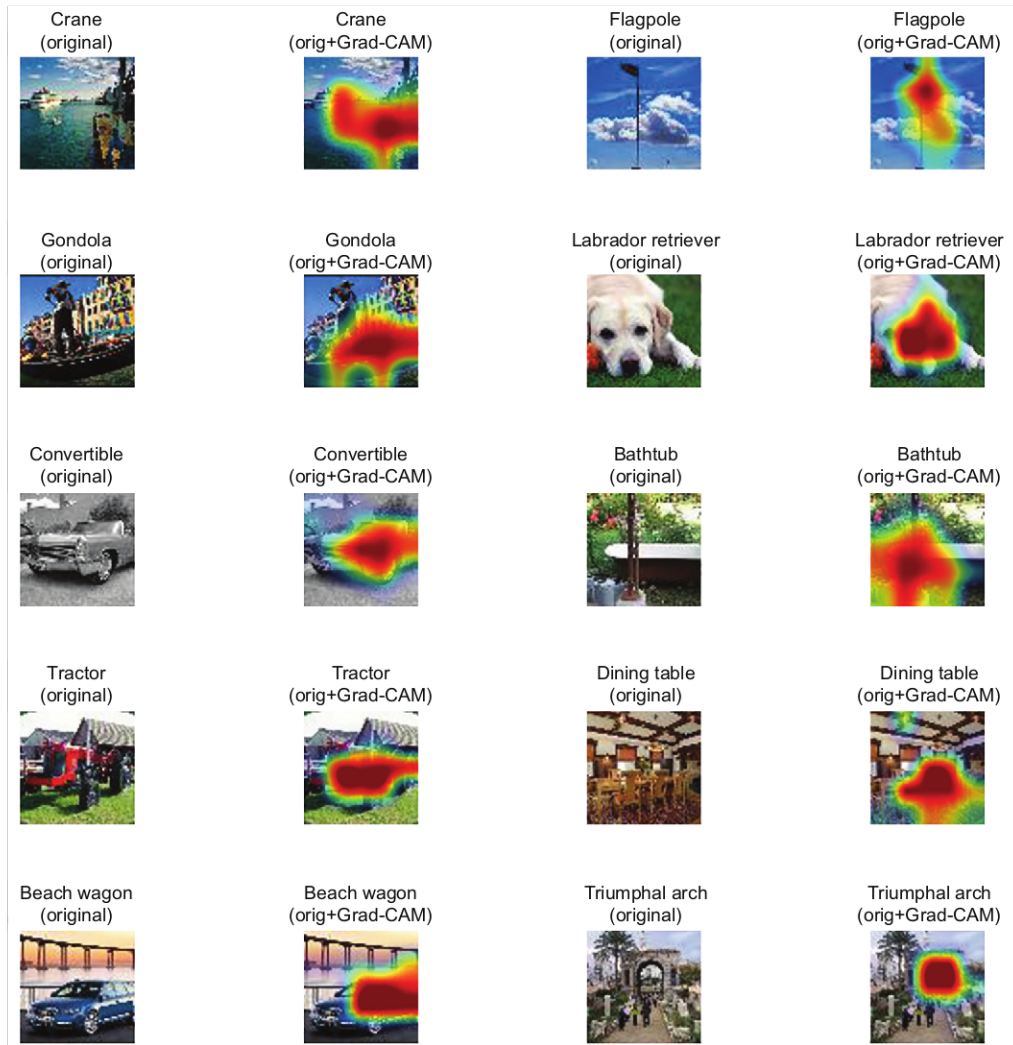 Crane
(original)
Crane
(orig+Grad-CAM)
Flagpole
(original)
Flagpole
(orig+Grad-CAM)
Gondola
(original)
Gondola
(orig+Grad-CAM)
Labrador retriever
(original)
Labrador retriever
(orig+Grad-CAM)
Convertible
(original)
Convertible
(orig+Grad-CAM)
Bathtub
(original)
Bathtub
(orig+Grad-CAM)
Tractor
(original)
Tractor
(orig+Grad-CAM)
Dining table
(original)
Dining table
(orig+Grad-CAM)
Beach wagon
(original)
Beach wagon
(orig+Grad-CAM)
Triumphal arch
(original)
Triumphal arch
(orig+Grad-CAM)